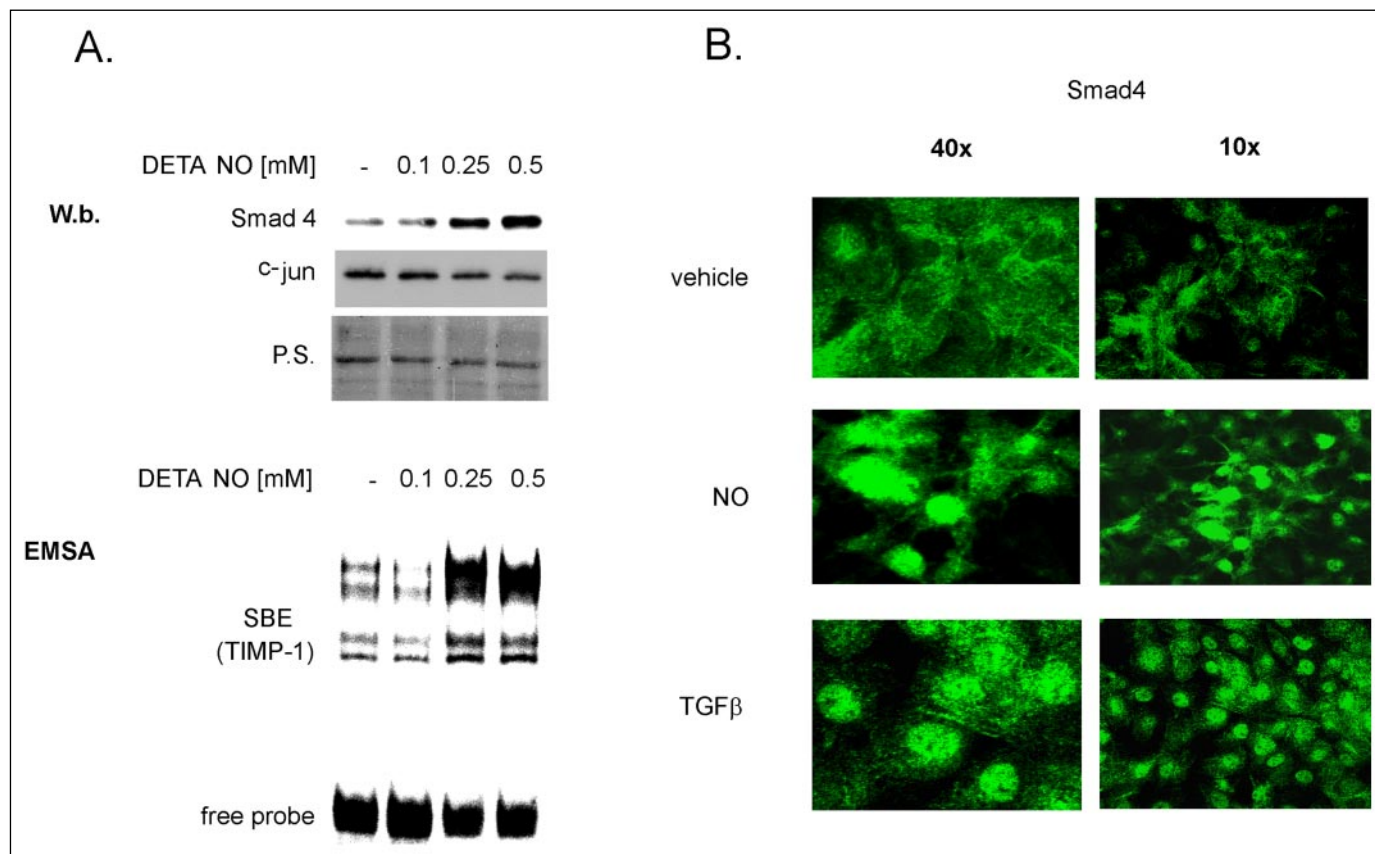 A.
DETA NO [mM] - 0.1 0.25 0.5
W.b.
Smad 4
c-jun
P.S.
DETA NO [mM] - 0.1 0.25 0.5
EMSA
SBE
(TIMP-1)
free probe
B.
Smad4
40x 10x
vehicle
NO
TGFβ